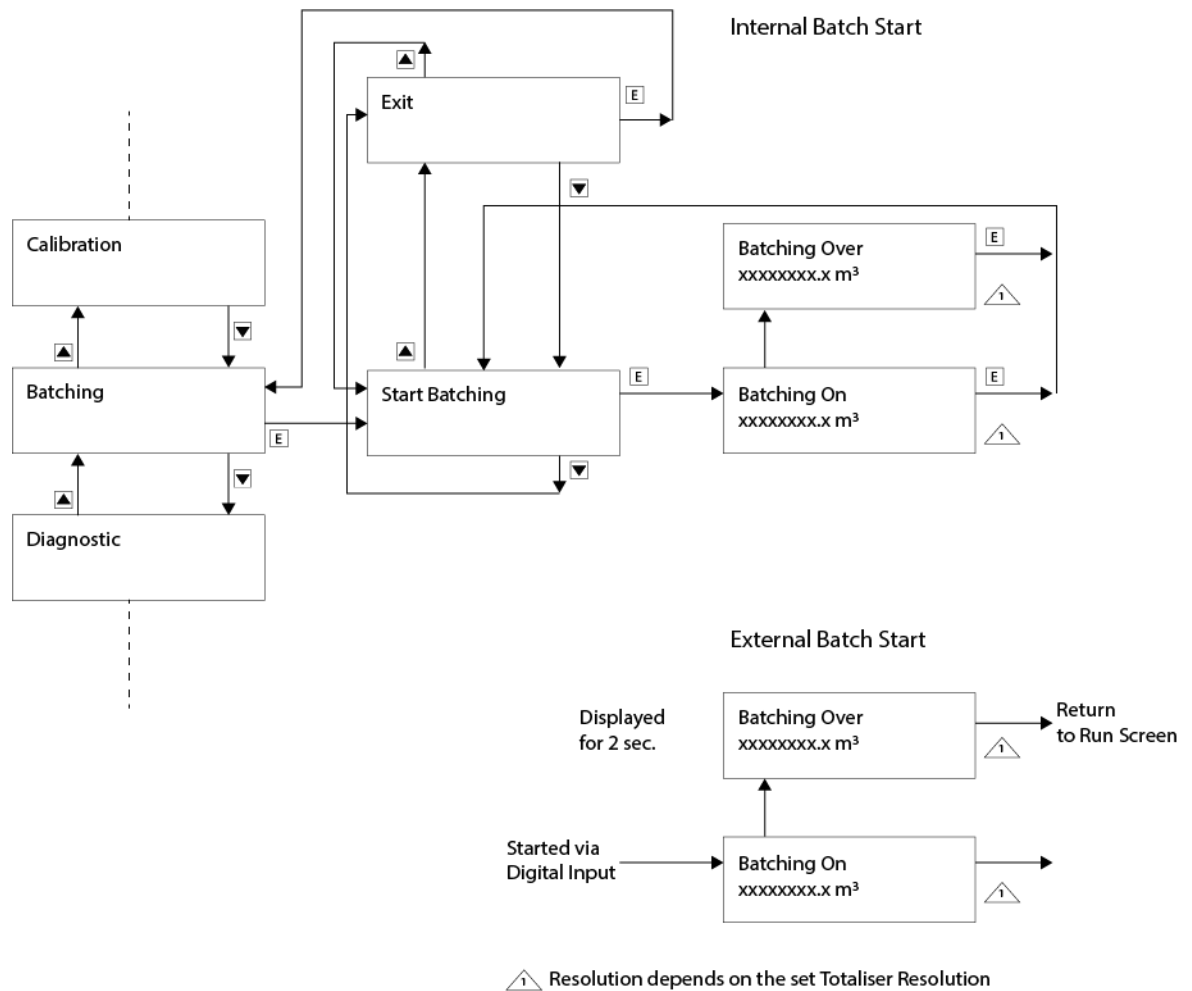 Internal Batch Start
Exit
E
Calibration
Batching Over
xxxxxxxx.x m³
E
1
Batching
E
Start Batching
E
Batching On
xxxxxxxx.x m³
E
1
Diagnostic
External Batch Start
Displayed
for 2 sec.
Batching Over
xxxxxxxx.x m³
1
Return
to Run Screen
Started via
Digital Input
Batching On
xxxxxxxx.x m³
1
1 Resolution depends on the set Totaliser Resolution